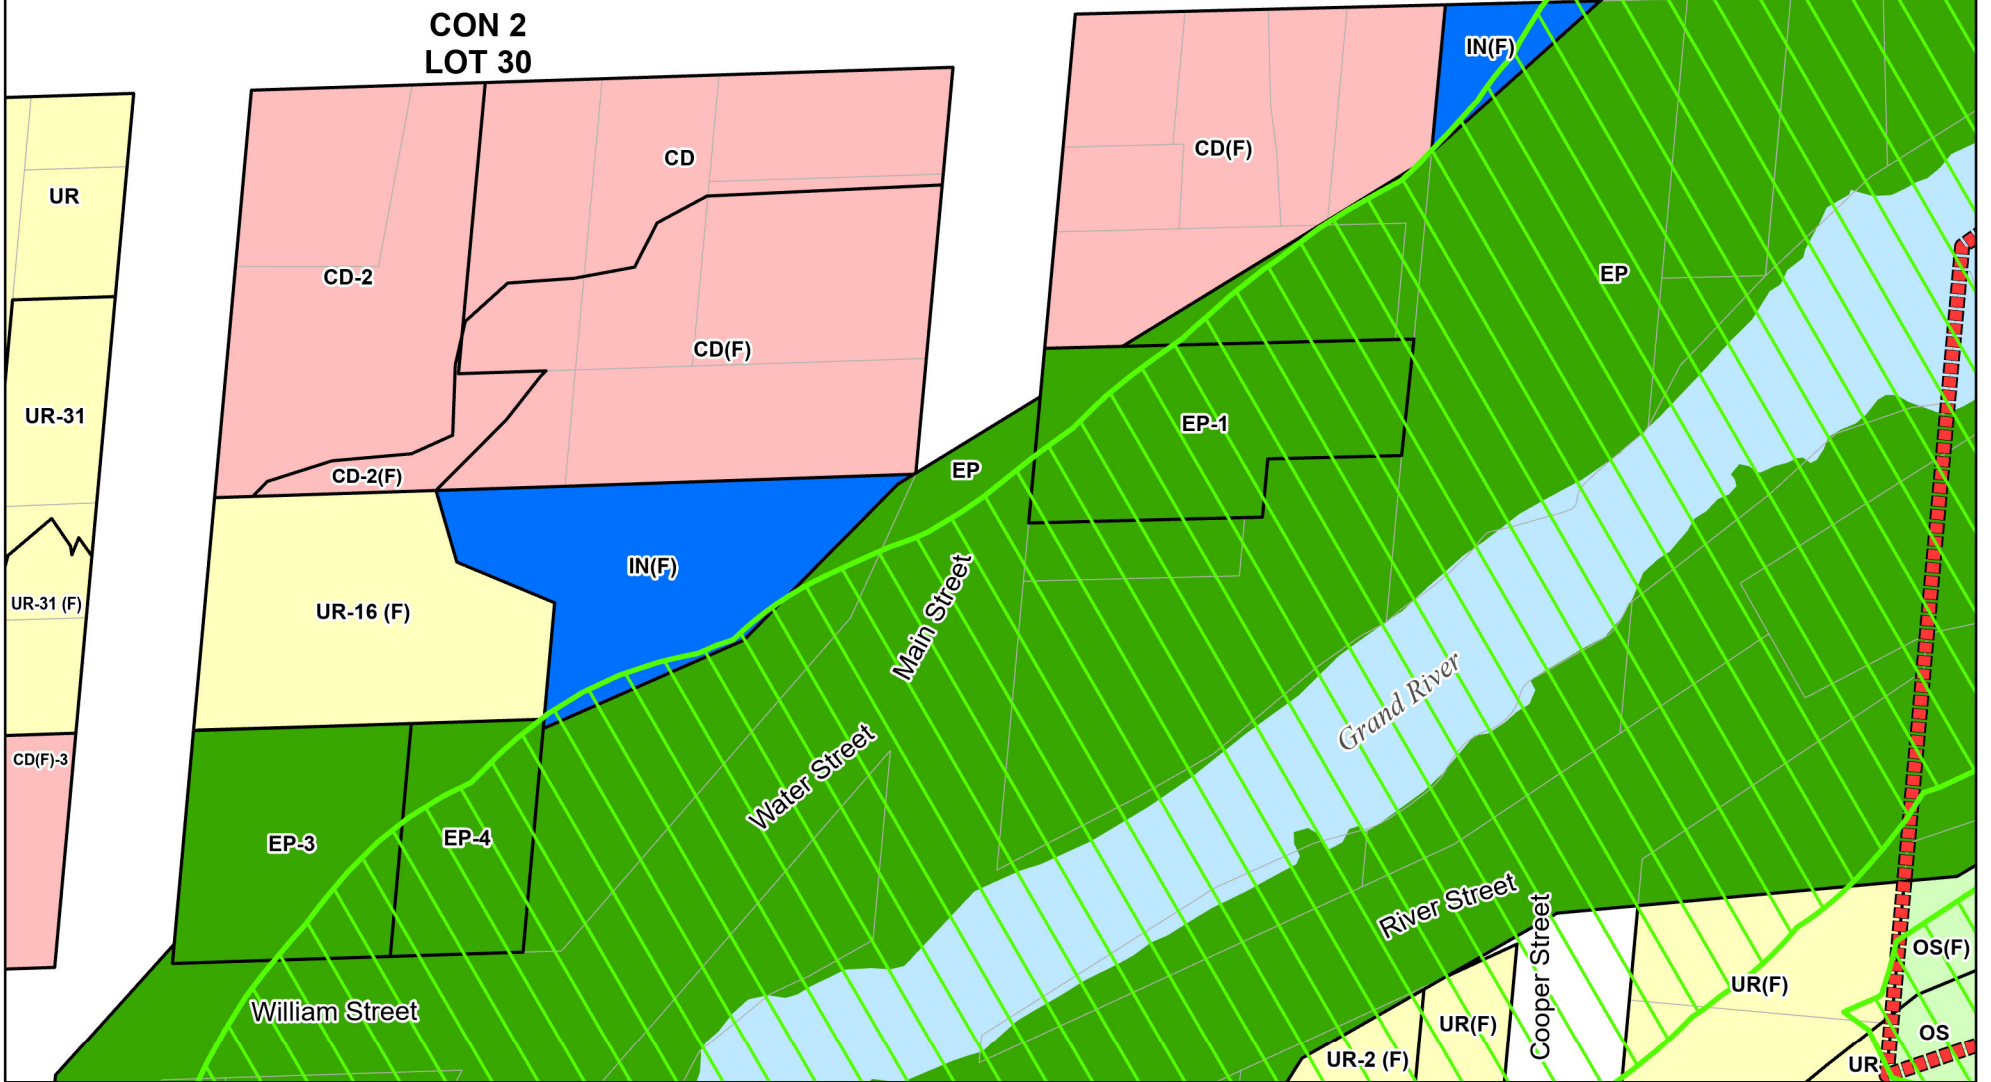 CON 2
LOT 30
IN(F)
CD
CD(F)
UR
CD-2
EP
CD(F)
UR-31
EP-1
CD-2(F)
EP
IN(F)
UR-31 (F)
UR-16 (F)
Main Street
Grand River
CD(F)-3
Water Street
EP-3
EP-4
River Street
Cooper Street
OS(F)
UR(F)
William Street
UR(F)
OS
UR-2 (F)
UR